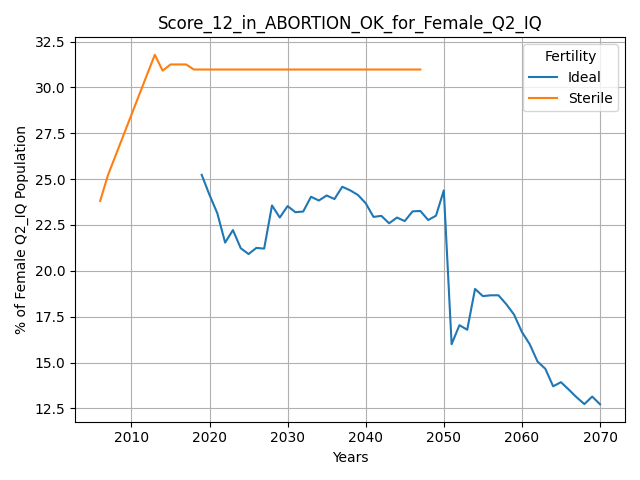 Score_12_in_ABORTION_OK_for_Female_Q2_IQ
32.5
30.0
27.5
25.0
22.5
20.0
17.5
15.0
12.5
% of Female Q2_IQ Population
Fertility
Ideal
Sterile
2010
2020
2030
2040
2050
2060
2070
Years